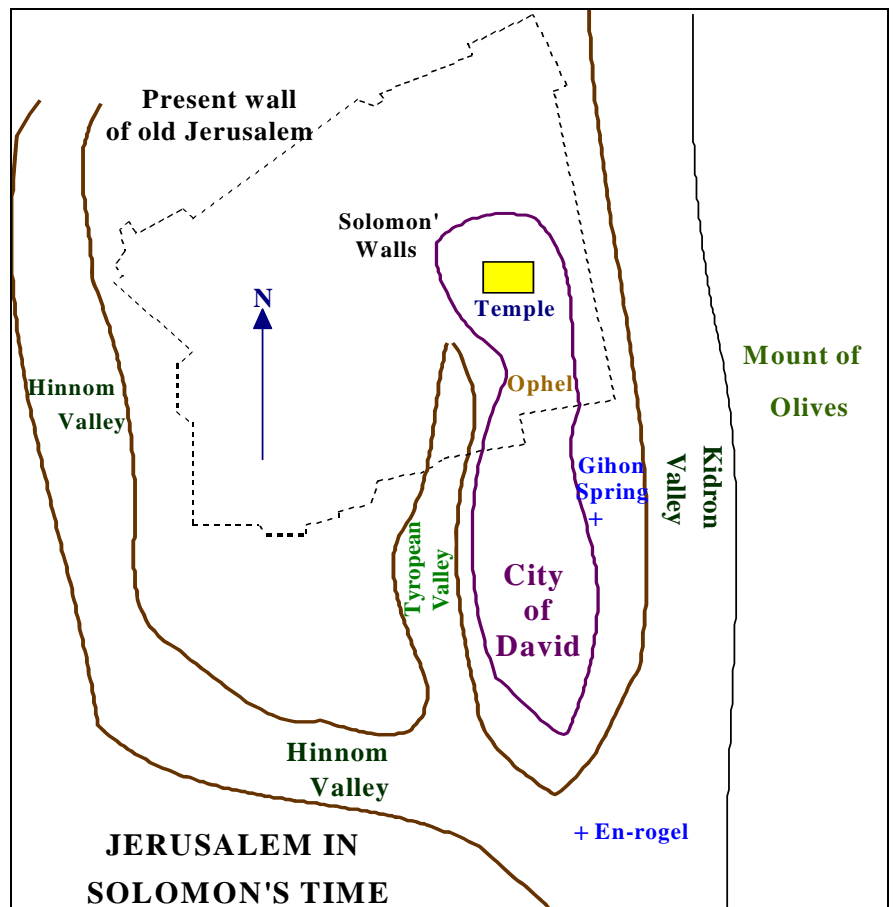 Present wall
of old Jerusalem
Solomon'
Walls
N
Temple
Mount of
Olives
Hinnom
Valley
Ophel
Gihon
Spring
+
Kidron
Valley
Tyropean
Valley
City
of
David
Hinnom
Valley
+ En-rogel
JERUSALEM IN
SOLOMON'S TIME